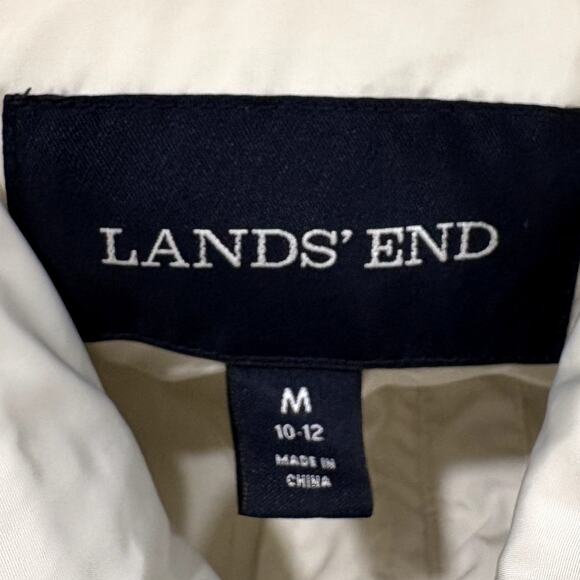 LANDS' END
M
10-12
MADE IN
CHINA